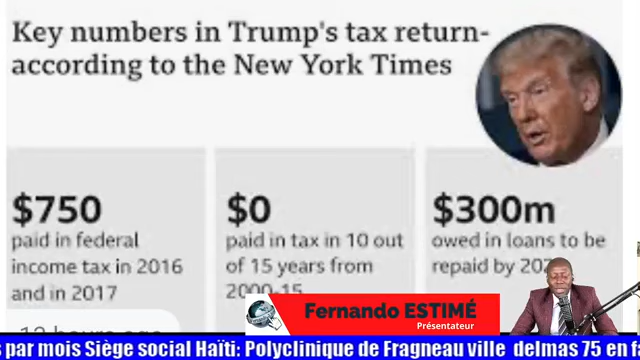 Key numbers in Trump's tax return-
according to the New York Times
$750
paid in federal
income tax in 2016
and in 2017
$0
paid in tax in 10 out
of 15 years from
2000-15
$300m
owed in loans to be
repaid by
Fernando ESTIMÉ
Présentateur
par mois Siège social Haïti: Polyclinique de Fragneau ville delmas 75 en